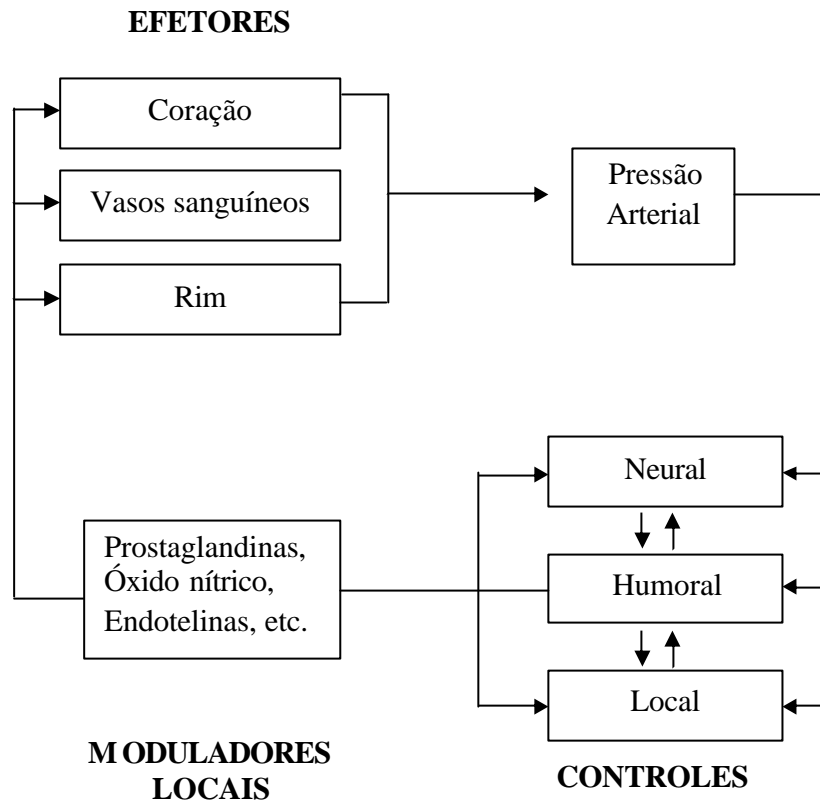 EFETORES
Coração
Vasos sanguíneos
Rim
Pressão
Arterial
Neural
Humoral
Local
Prostaglandinas,
Óxido nítrico,
Endotelinas, etc.
M ODULADORES
LOCAIS
CONTROLES